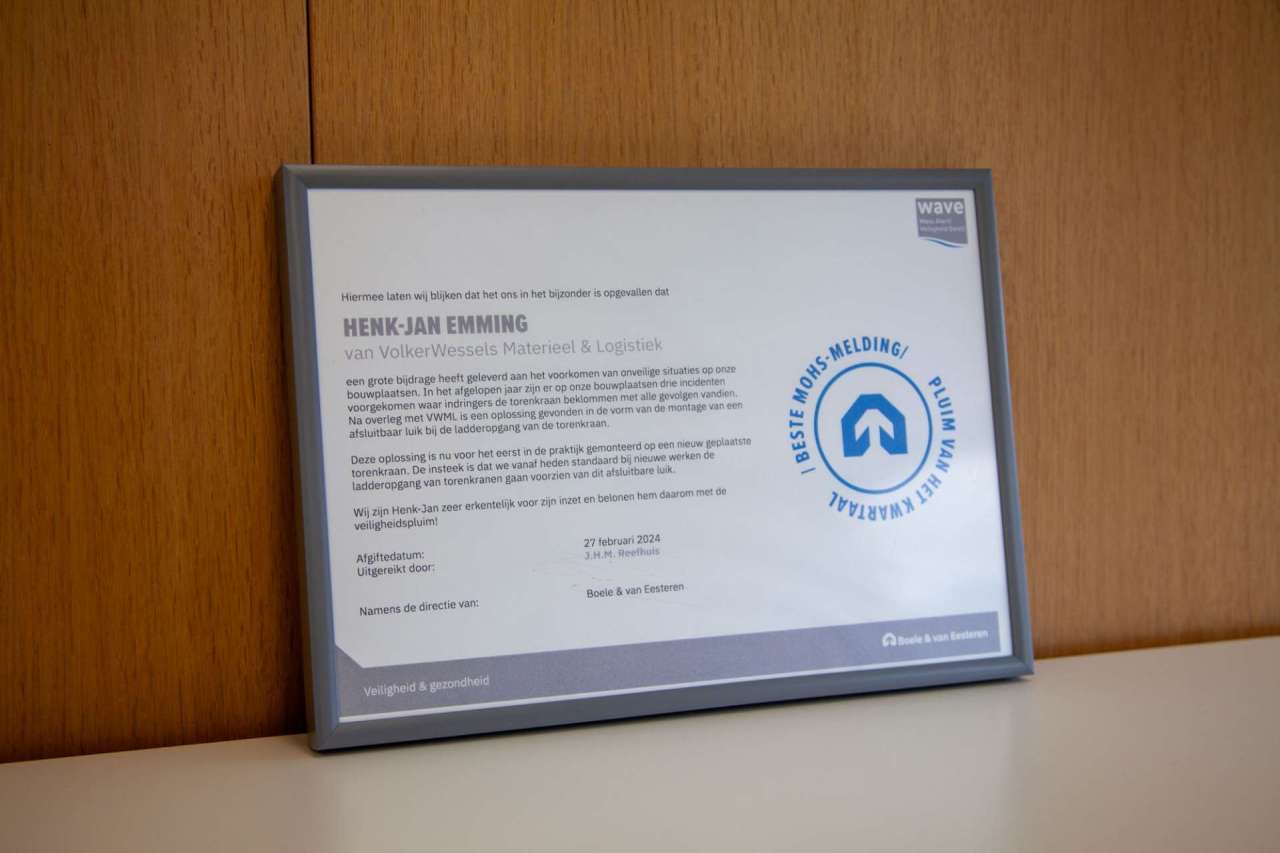 wave
Wees Alert!
Veiligheid Eerst!
Hiermee laten wij blijken dat het ons in het bijzonder is opgevallen dat
HENK-JAN EMMING
van VolkerWessels Materieel & Logistiek
een grote bijdrage heeft geleverd aan het voorkomen van onveilige situaties op onze
bouwplaatsen. In het afgelopen jaar zijn er op onze bouwplaatsen drie incidenten
voorgekomen waar indringers de torenkraan beklommen met alle gevolgen vandien.
Na overleg met VWML is een oplossing gevonden in de vorm van de montage van een
afsluitbaar luik bij de ladderopgang van de torenkraan.
Deze oplossing is nu voor het eerst in de praktijk gemonteerd op een nieuw geplaatste
torenkraan. De insteek is dat we vanaf heden standaard bij nieuwe werken de
ladderopgang van torenkranen gaan voorzien van dit afsluitbare luik.
Wij zijn Henk-Jan zeer erkentelijk voor zijn inzet en belonen hem daarom met de
veiligheidspluim!
Afgiftedatum: 27 februari 2024
Uitgereikt door: J.H.M. Reefhuis
Namens de directie van: Boele & van Eesteren
| BESTE MOHS-MELDING/
PLUIM VAN HET KWARTAAL
Veiligheid & gezondheid
Boele & van Eesteren